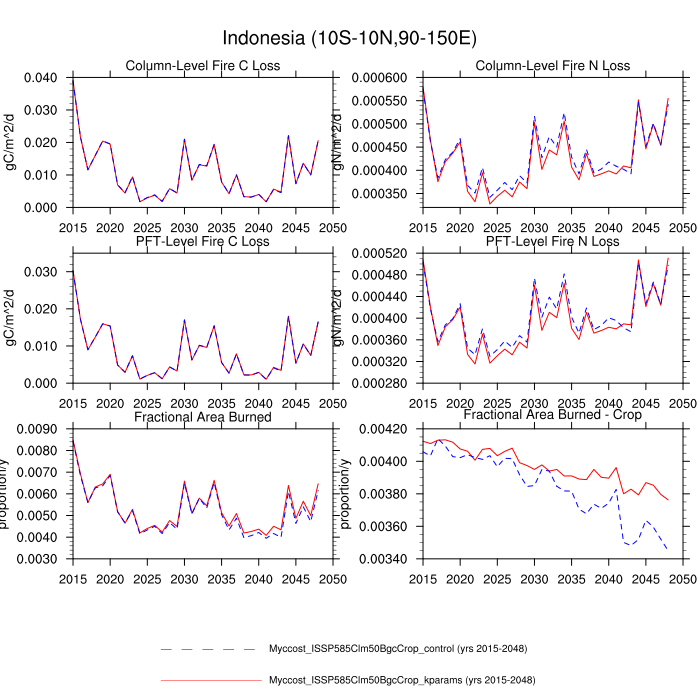 Indonesia (10S-10N,90-150E)
Column-Level Fire C Loss
gC/m^2/d
0.040
0.030
0.020
0.010
0.000
2015 2020 2025 2030 2035 2040 2045 2050
Column-Level Fire N Loss
gN/m^2/d
0.000600
0.000550
0.000500
0.000450
0.000400
0.000350
2015 2020 2025 2030 2035 2040 2045 2050
PFT-Level Fire C Loss
gC/m^2/d
0.030
0.020
0.010
0.000
2015 2020 2025 2030 2035 2040 2045 2050
PFT-Level Fire N Loss
gN/m^2/d
0.000520
0.000480
0.000440
0.000400
0.000360
0.000320
0.000280
2015 2020 2025 2030 2035 2040 2045 2050
Fractional Area Burned
proportion/y
0.0090
0.0080
0.0070
0.0060
0.0050
0.0040
0.0030
2015 2020 2025 2030 2035 2040 2045 2050
Fractional Area Burned - Crop
proportion/y
0.00420
0.00400
0.00380
0.00360
0.00340
2015 2020 2025 2030 2035 2040 2045 2050
Myccost_ISSP585Clm50BgcCrop_control (yrs 2015-2048)
Myccost_ISSP585Clm50BgcCrop_kparams (yrs 2015-2048)